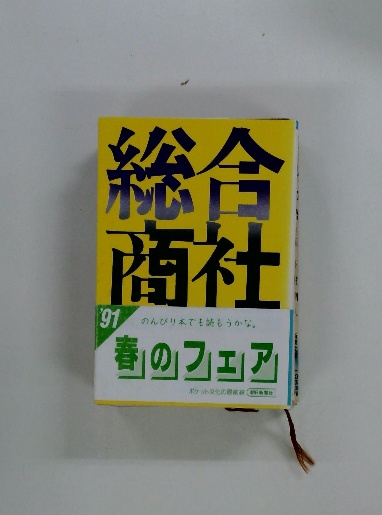 総合
商社
'91
のんびり本でも読もうかな。
春のフェア